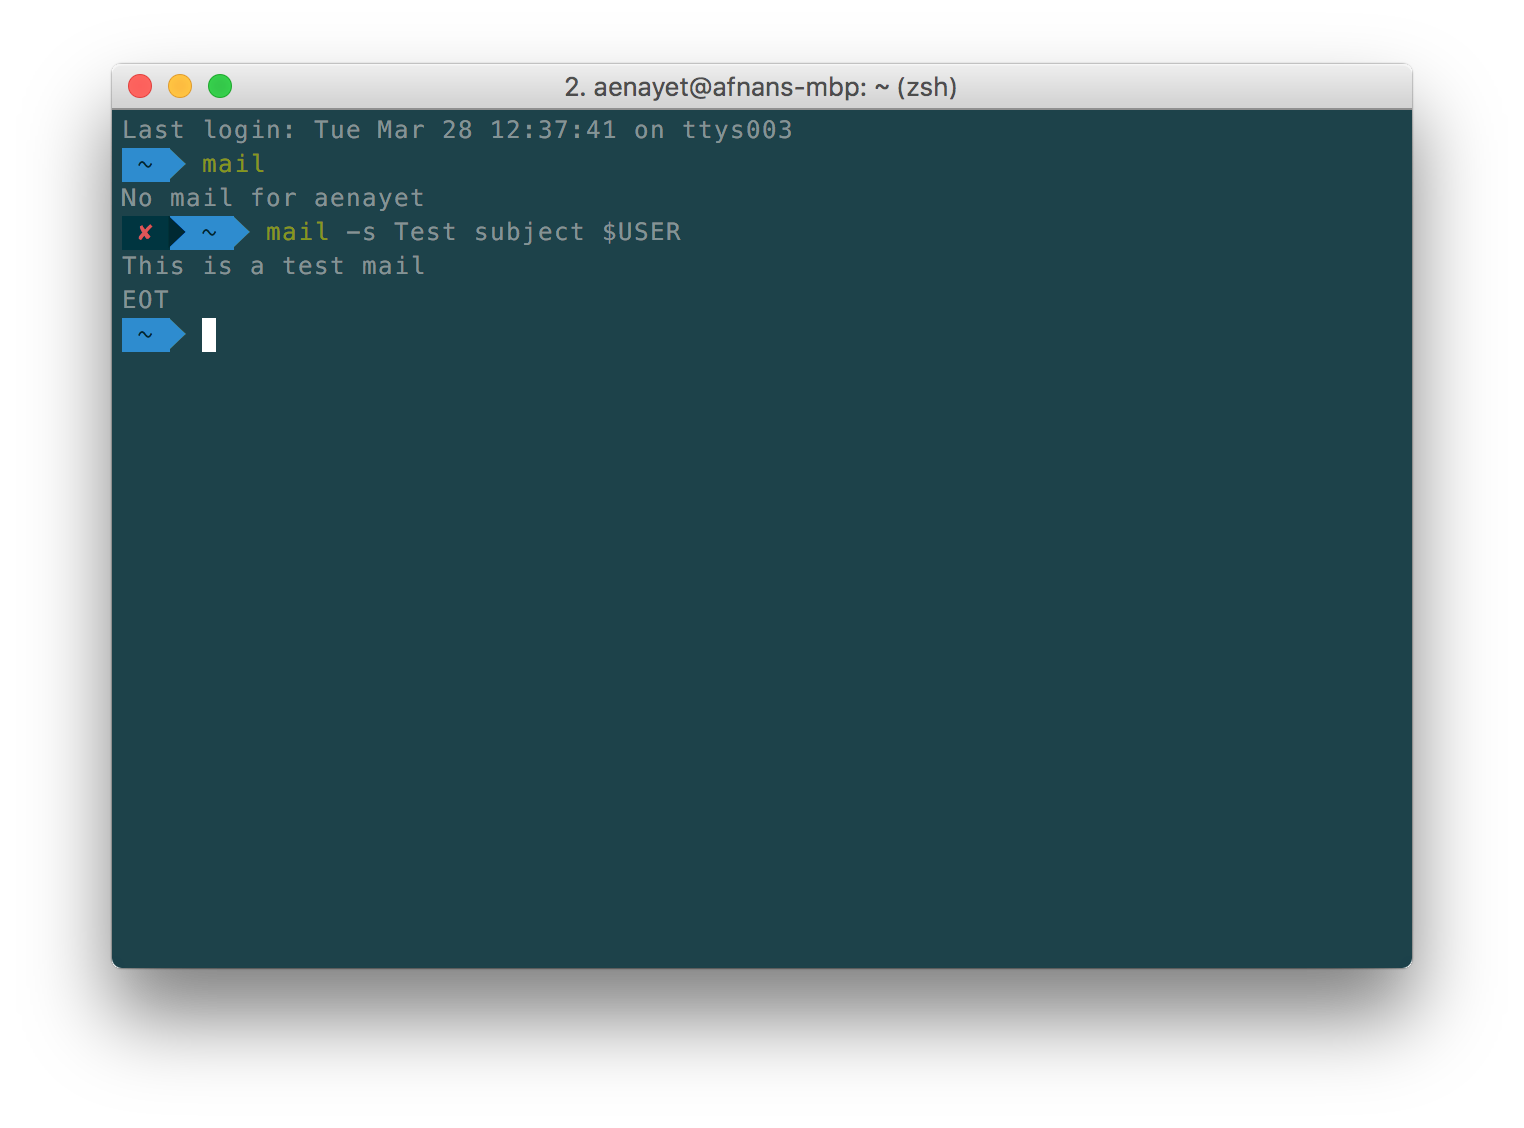 2. aenayet@afnans-mbp: ~ (zsh)
Last login: Tue Mar 28 12:37:41 on ttys003
~ mail
No mail for aenayet
✘ ~ mail -s Test subject $USER
This is a test mail
EOT
~